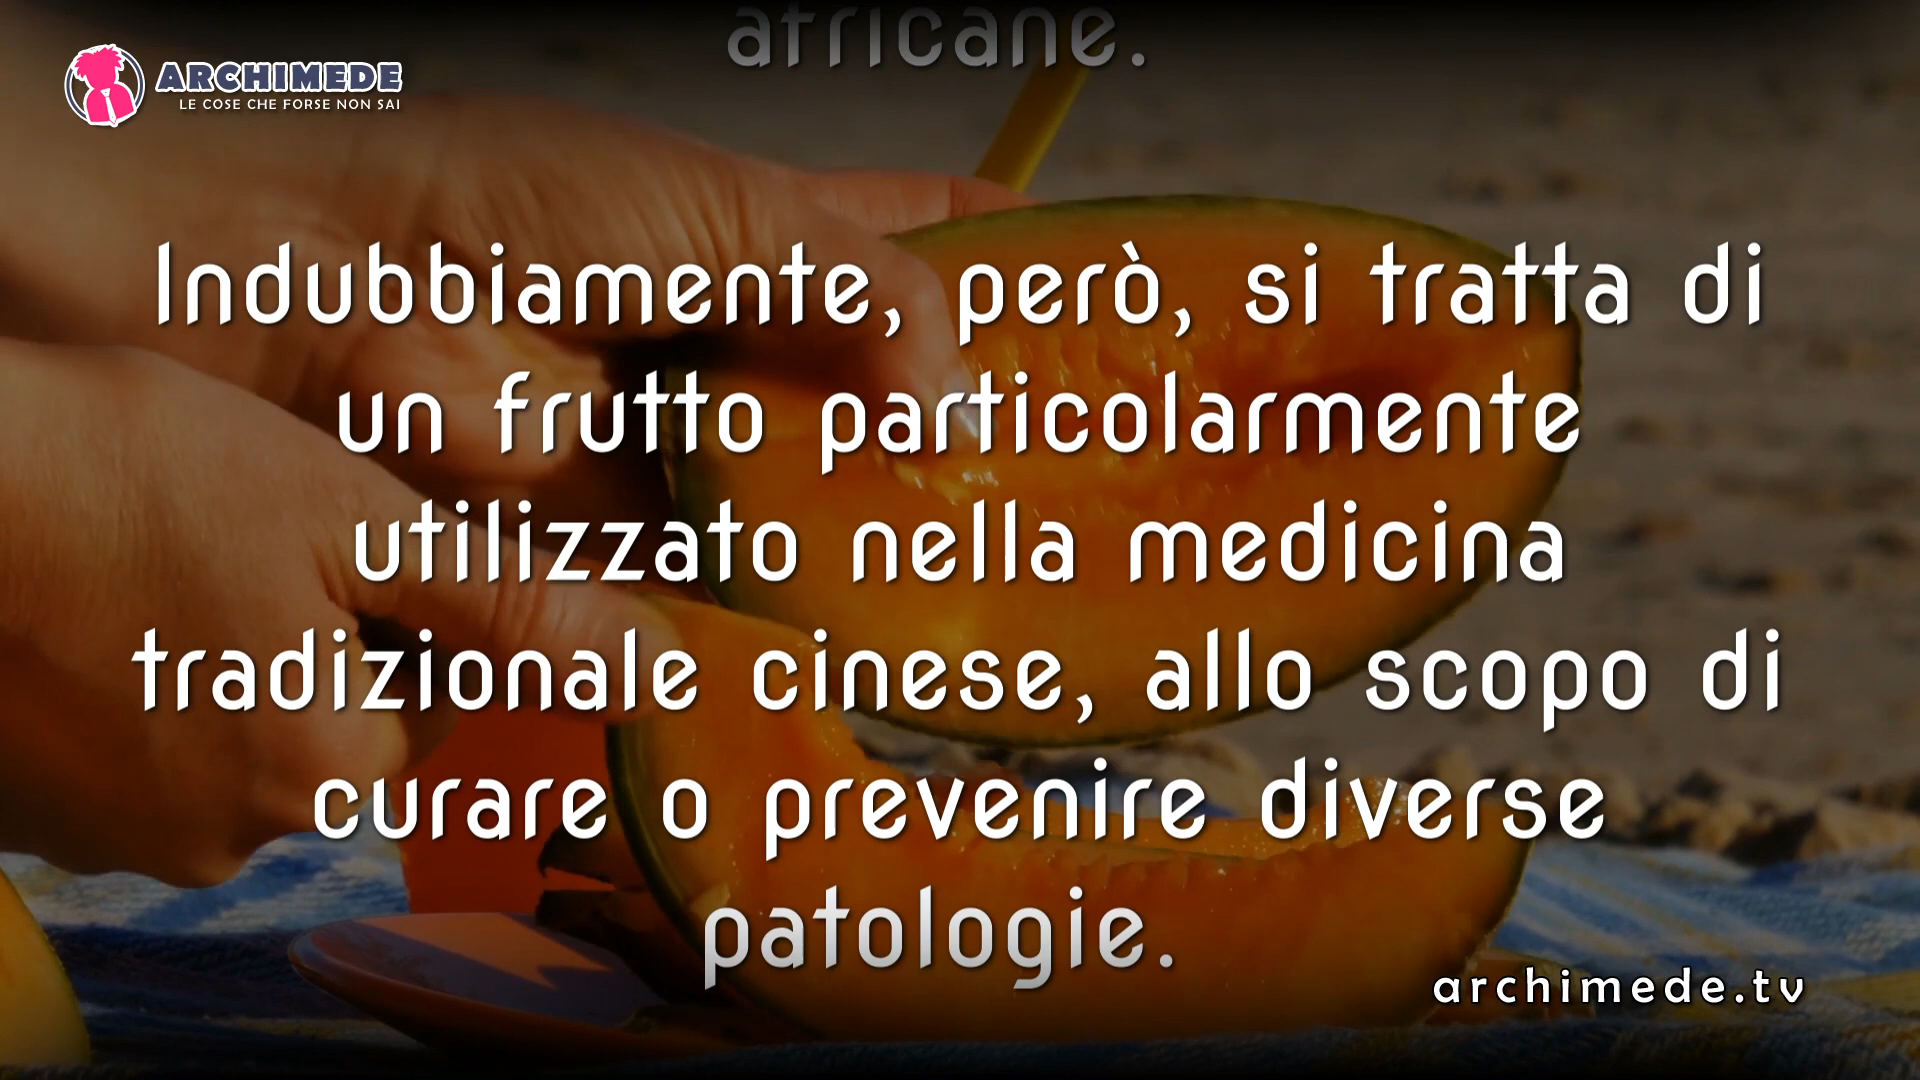 africane.
ARCHIMEDE
LE COSE CHE FORSE NON SAI
Indubbiamente, però, si tratta di
un frutto particolarmente
utilizzato nella medicina
tradizionale cinese, allo scopo di
curare o prevenire diverse
patologie.
archimede.tv